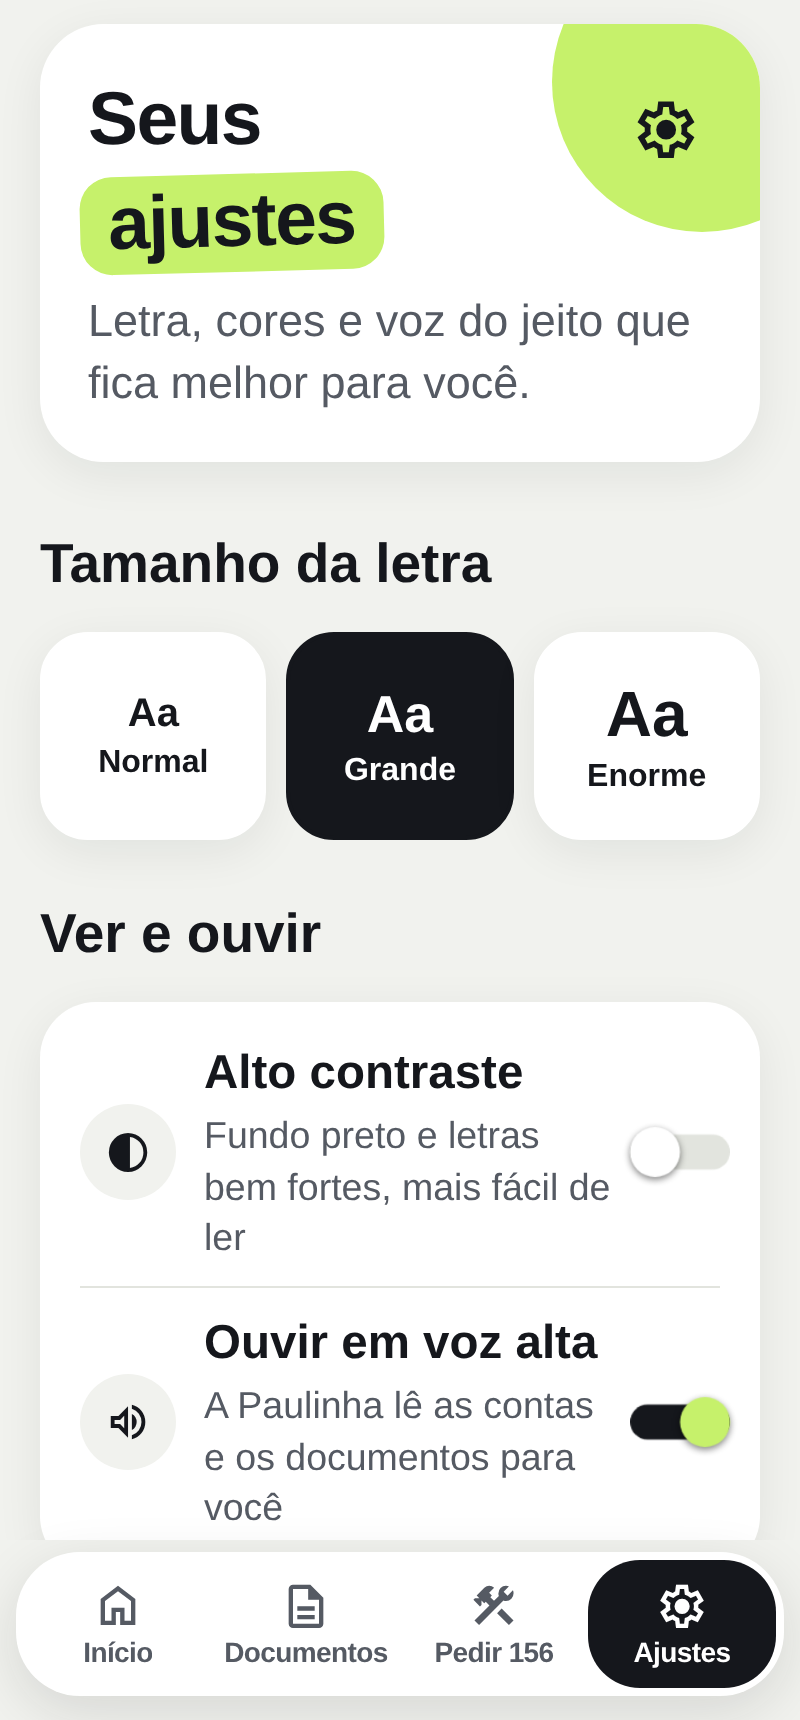 Seus
ajustes
Letra, cores e voz do jeito que
fica melhor para você.
Tamanho da letra
Aa
Normal
Aa
Grande
Aa
Enorme
Ver e ouvir
Alto contraste
Fundo preto e letras
bem fortes, mais fácil de
ler
Ouvir em voz alta
A Paulinha lê as contas
e os documentos para
você
Início
Documentos
Pedir 156
Ajustes